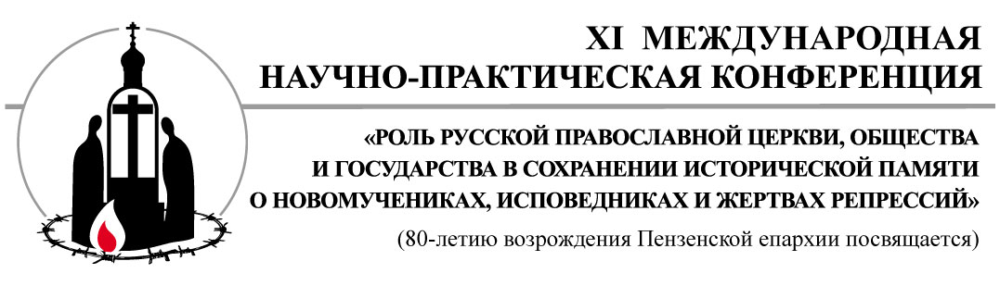 XI МЕЖДУНАРОДНАЯ
НАУЧНО-ПРАКТИЧЕСКАЯ КОНФЕРЕНЦИЯ
«РОЛЬ РУССКОЙ ПРАВОСЛАВНОЙ ЦЕРКВИ, ОБЩЕСТВА
И ГОСУДАРСТВА В СОХРАНЕНИИ ИСТОРИЧЕСКОЙ ПАМЯТИ
О НОВОМУЧЕНИКАХ, ИСПОВЕДНИКАХ И ЖЕРТВАХ РЕПРЕССИЙ»
(80-летию возрождения Пензенской епархии посвящается)